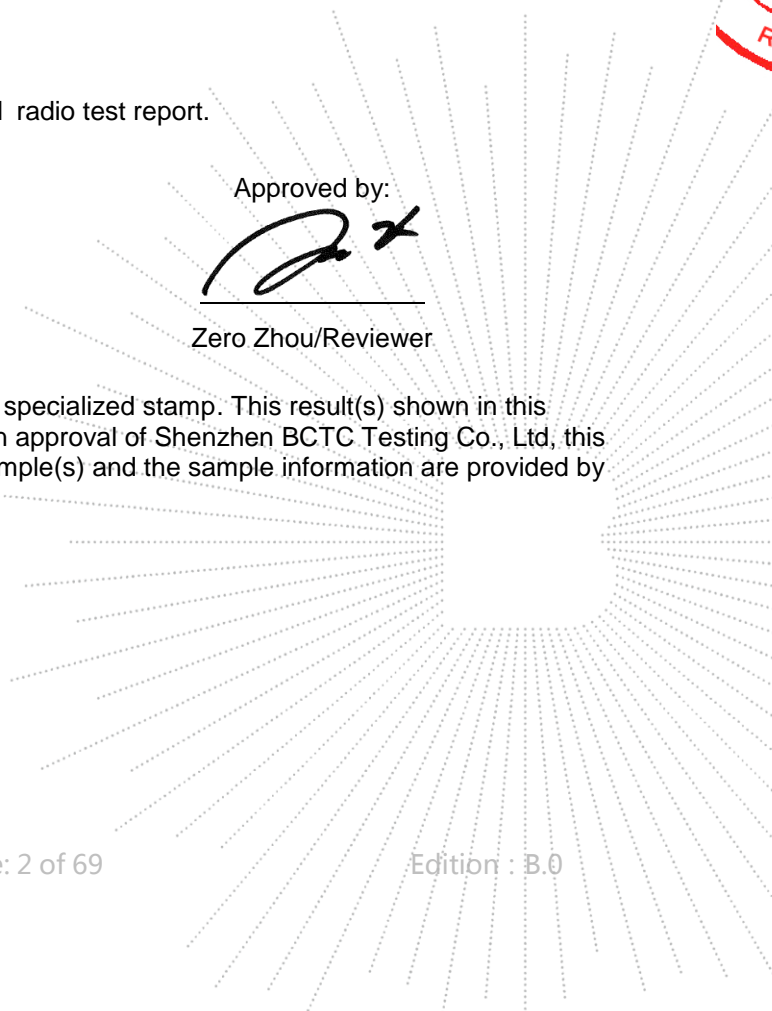 radio test report.
Approved by:
Zero Zhou/Reviewer
specialized stamp. This result(s) shown in this
approval of Shenzhen BCTC Testing Co., Ltd, this
mple(s) and the sample information are provided by
: 2 of 69 Edition : B.0